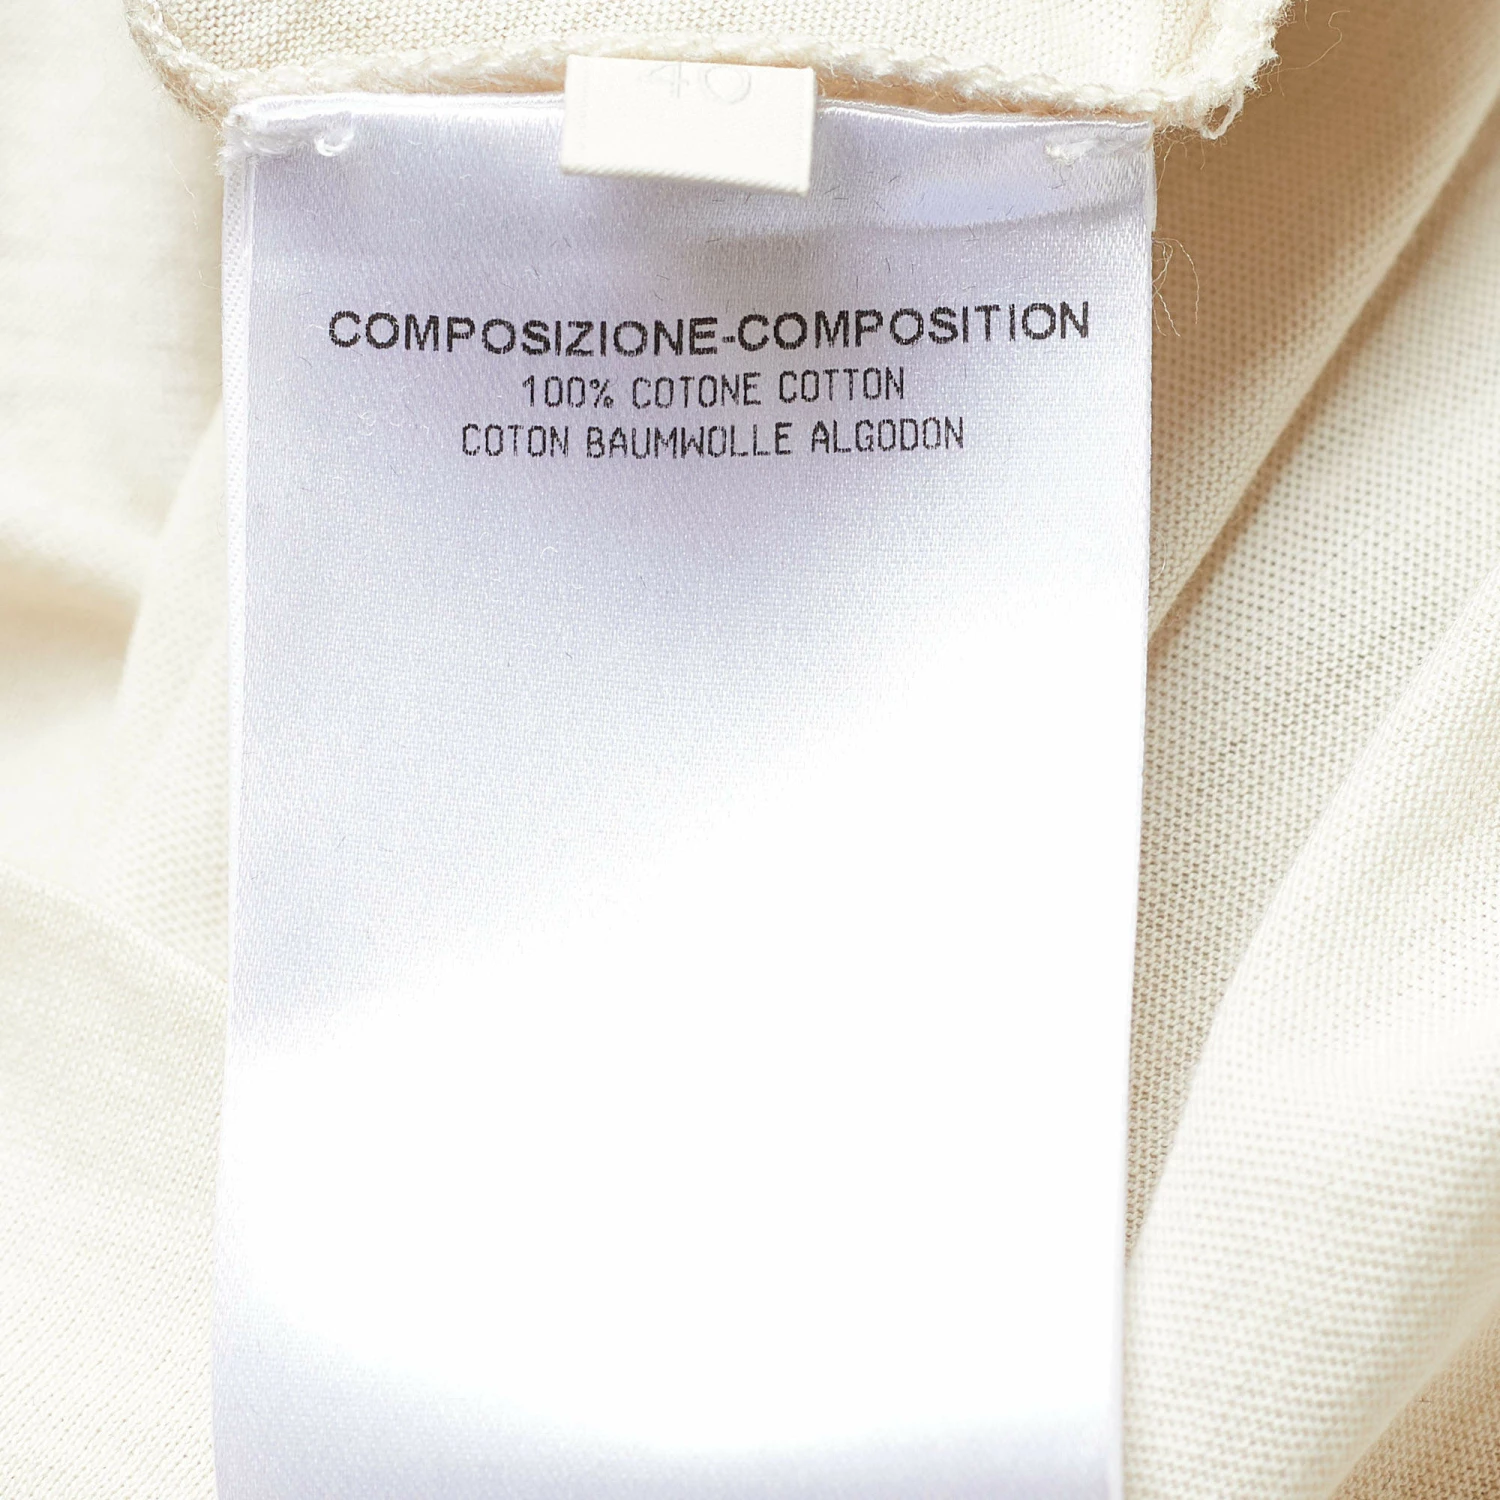 40
COMPOSIZIONE-COMPOSITION
100% COTONE COTTON
COTON BAUMWOLLE ALGODON